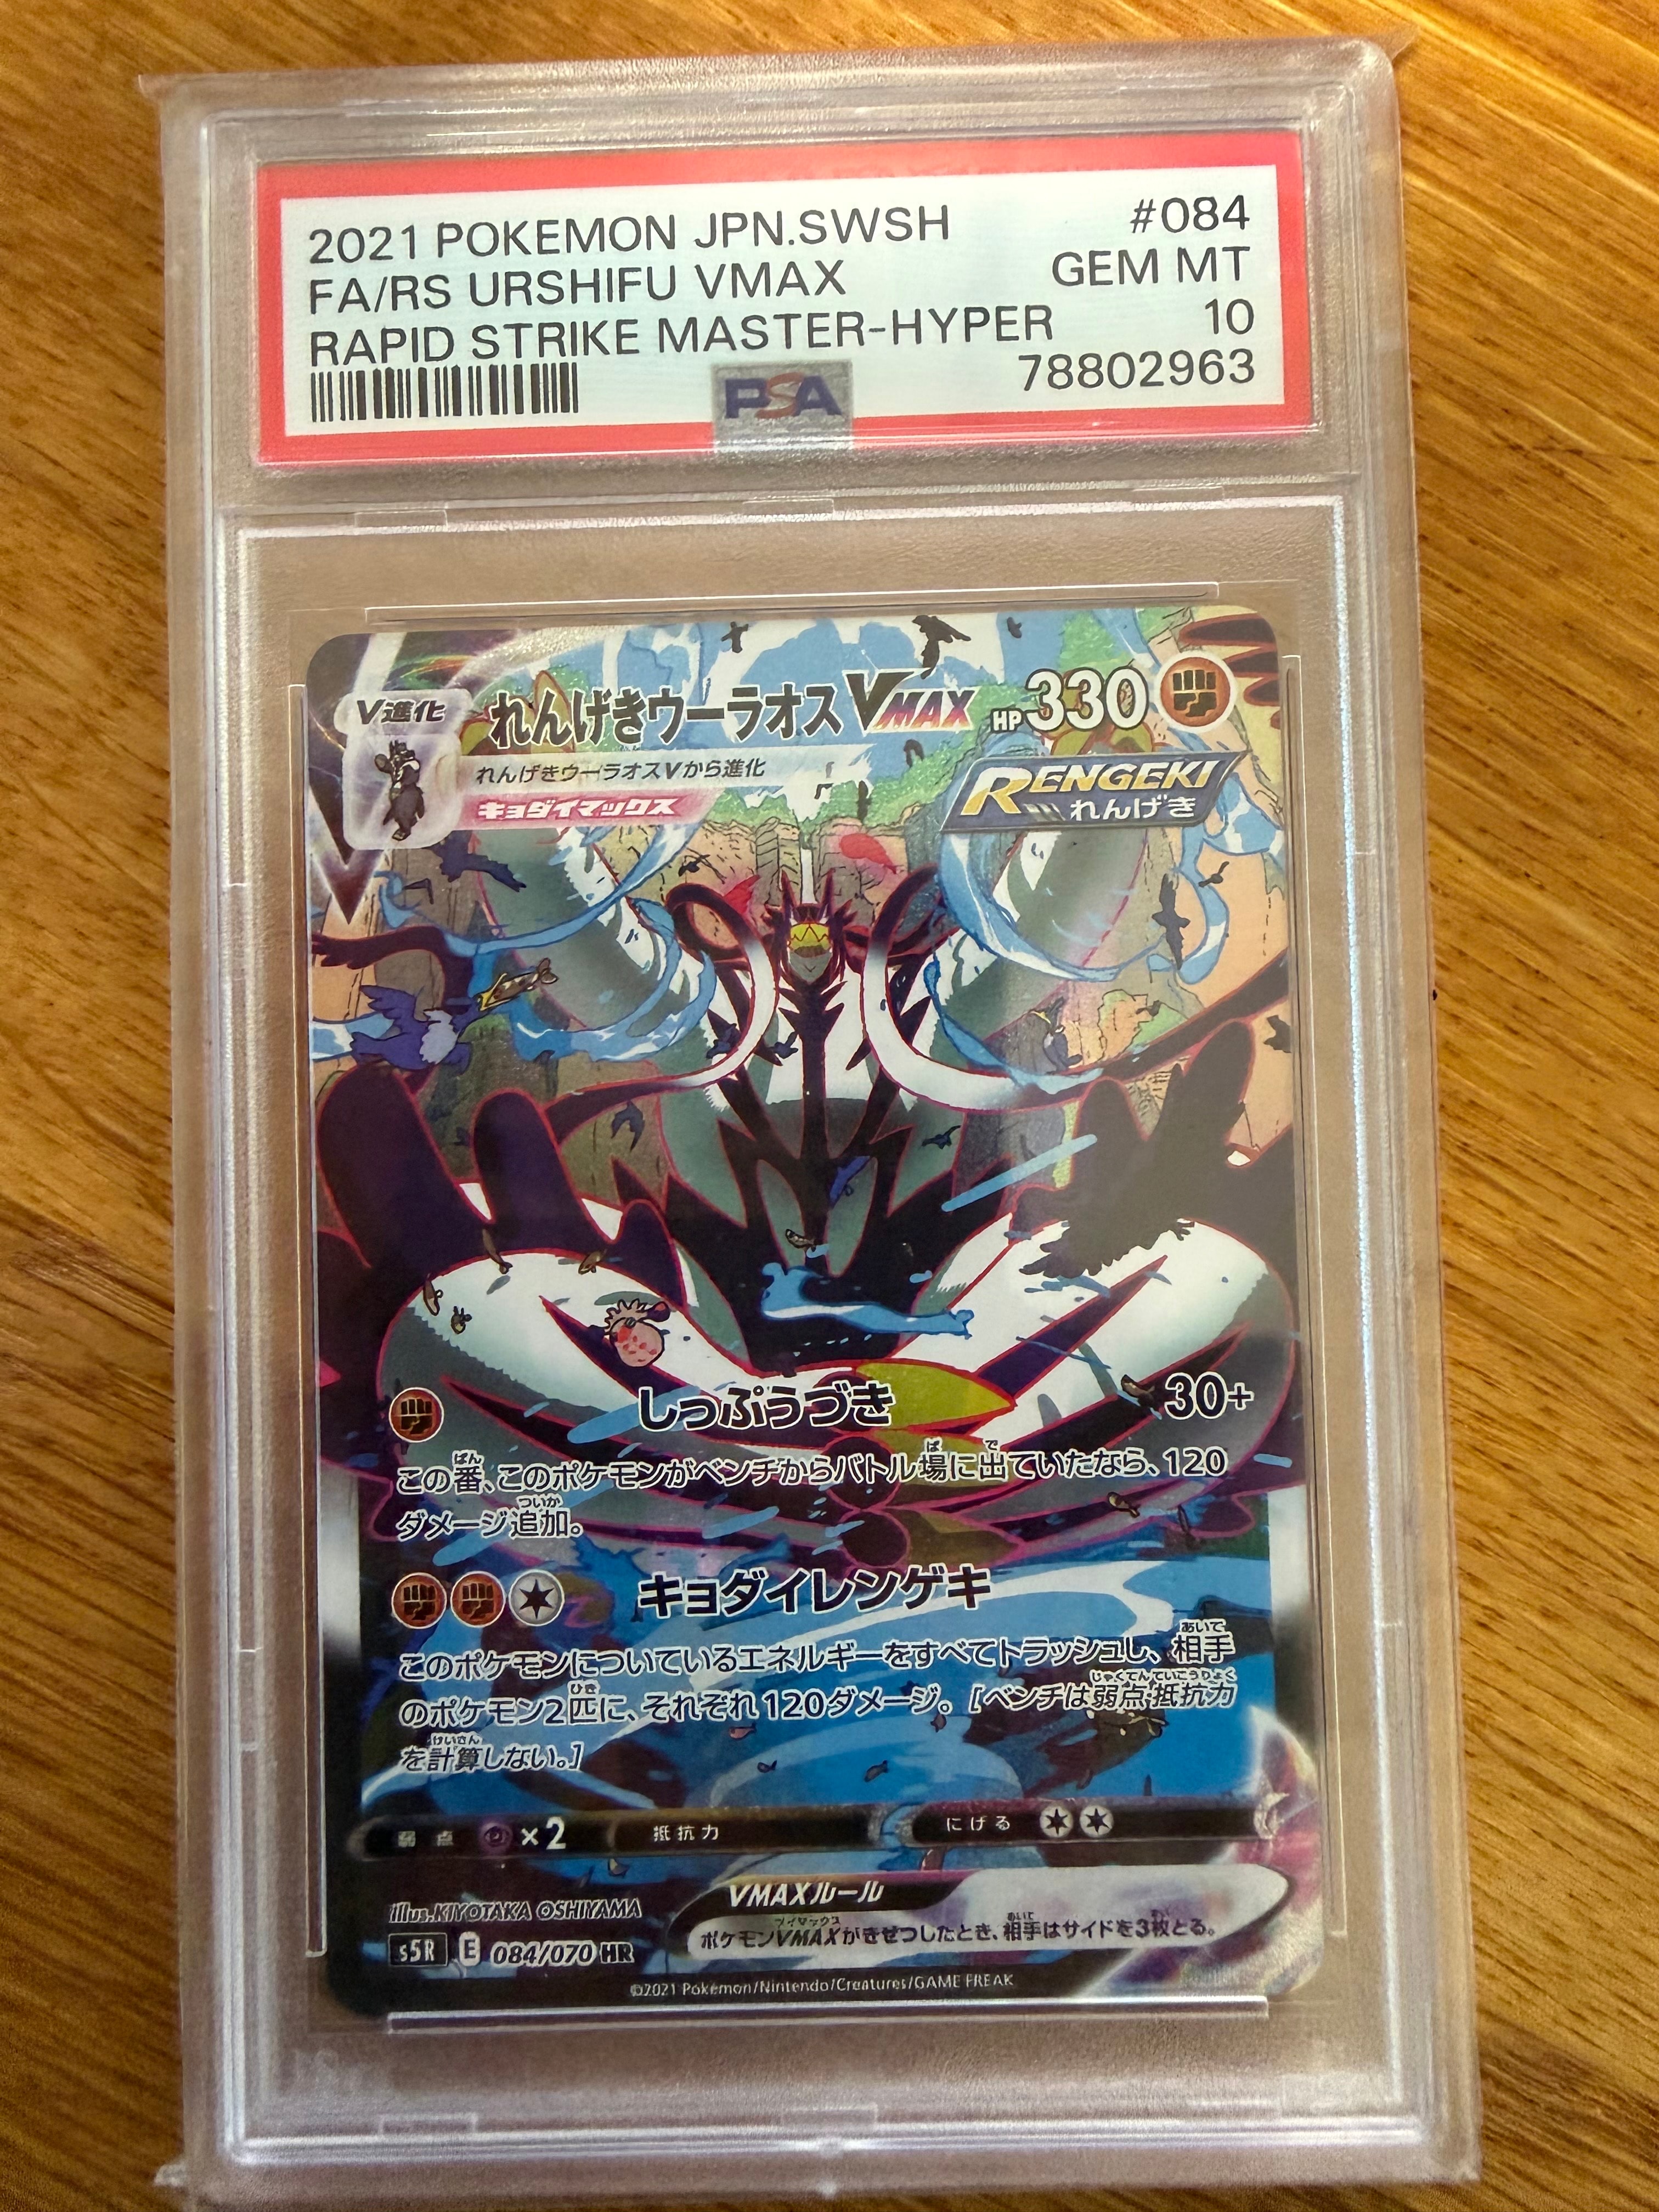 2021 POKEMON JPN.SWSH #084
FA/RS URSHIFU VMAX GEM MT
RAPID STRIKE MASTER-HYPER 10
78802963
PSA
V進化 れんげきウーラオスVMAX HP330
れんげきウーラオスVから進化
キョダイマックス
RENGEKI
れんげき
しっぷうづき 30+
この番、このポケモンがベンチからバトル場に出ていたなら、120
ダメージ追加。
キョダイレンゲキ
このポケモンについているエネルギーをすべてトラッシュし、相手
のポケモン2匹に、それぞれ120ダメージ。[ベンチは弱点・抵抗力
を計算しない。]
弱点 ×2 抵抗力 にげる
VMAXルール
ポケモンVMAXがきぜつしたとき、相手はサイドを3枚とる。
illus.KIYOTAKA OSHIYAMA
s5R E 084/070 HR
©2021 Pokémon/Nintendo/Creatures/GAME FREAK